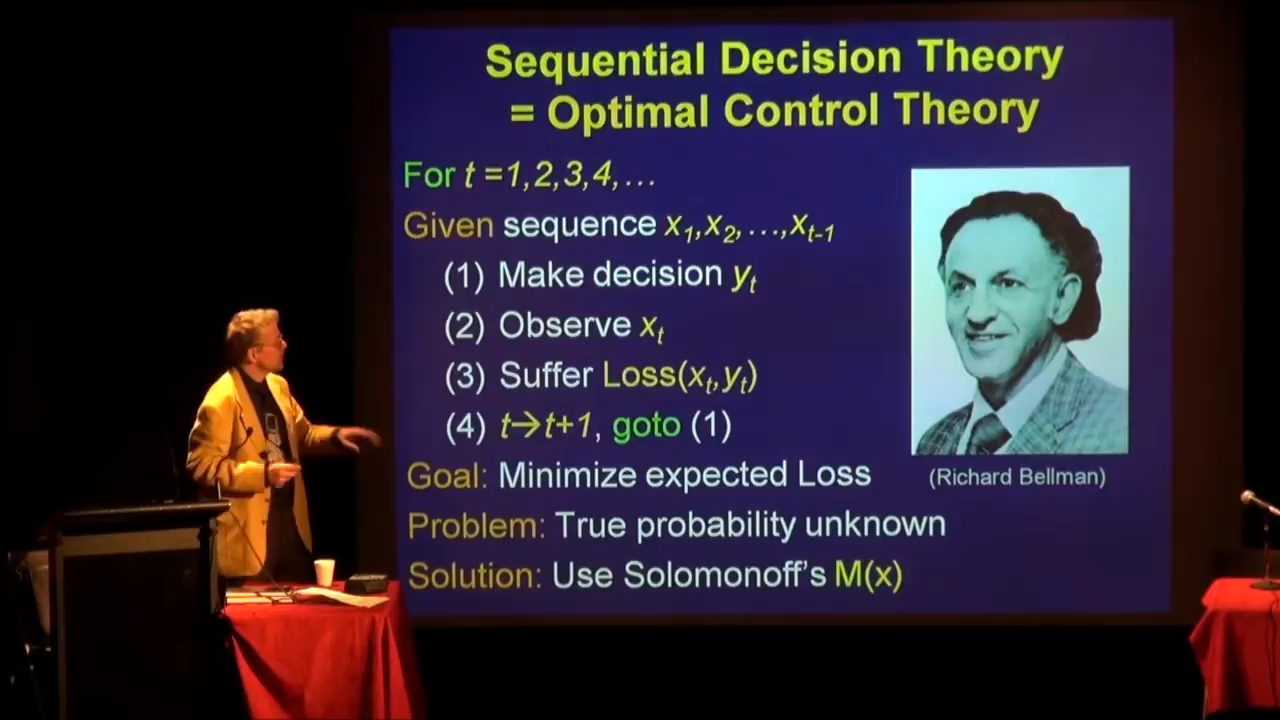 Sequential Decision Theory
= Optimal Control Theory
For t =1,2,3,4,…
Given sequence x₁,x₂,…,xₜ₋₁
(1) Make decision yₜ
(2) Observe xₜ
(3) Suffer Loss(xₜ,yₜ)
(4) t→t+1, goto (1)
Goal: Minimize expected Loss
(Richard Bellman)
Problem: True probability unknown
Solution: Use Solomonoff's M(x)